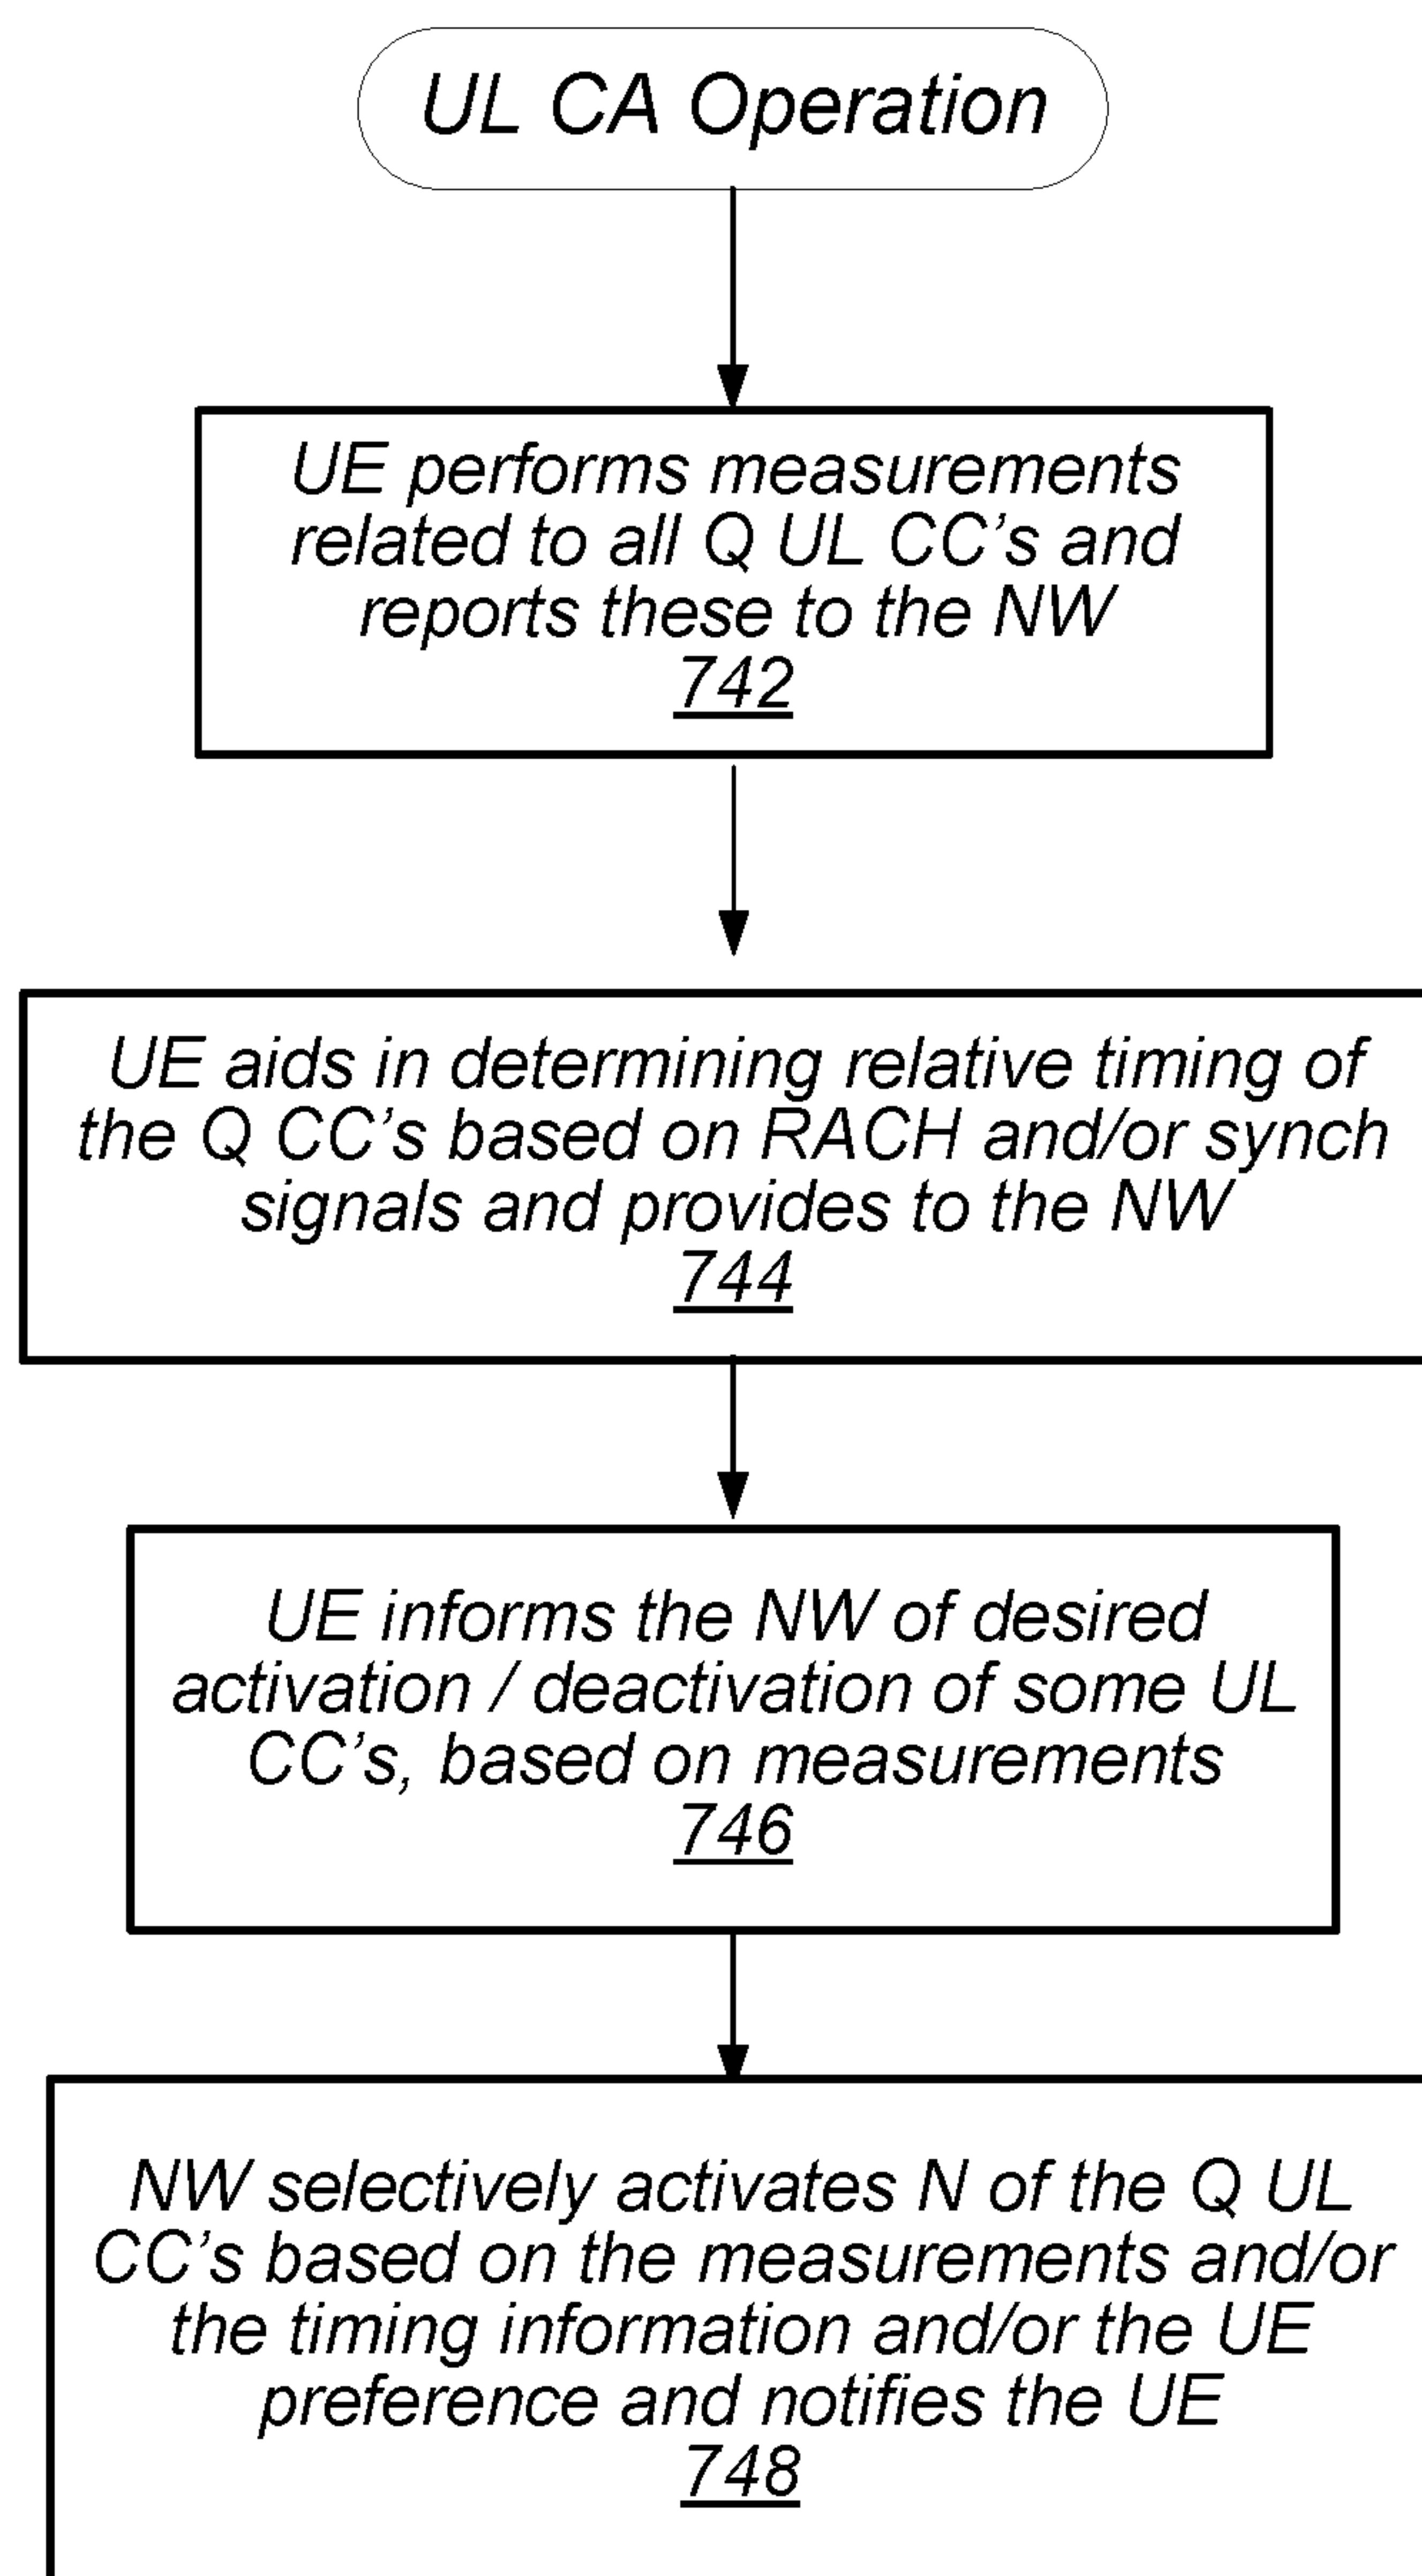 UL CA Operation
UE performs measurements
related to all Q UL CC’s and
reports these to the NW
742
UE aids in determining relative timing of
the Q CC’s based on RACH and/or synch
signals and provides to the NW
744
UE informs the NW of desired
activation / deactivation of some UL
CC’s, based on measurements
746
NW selectively activates N of the Q UL
CC’s based on the measurements and/or
the timing information and/or the UE
preference and notifies the UE
748